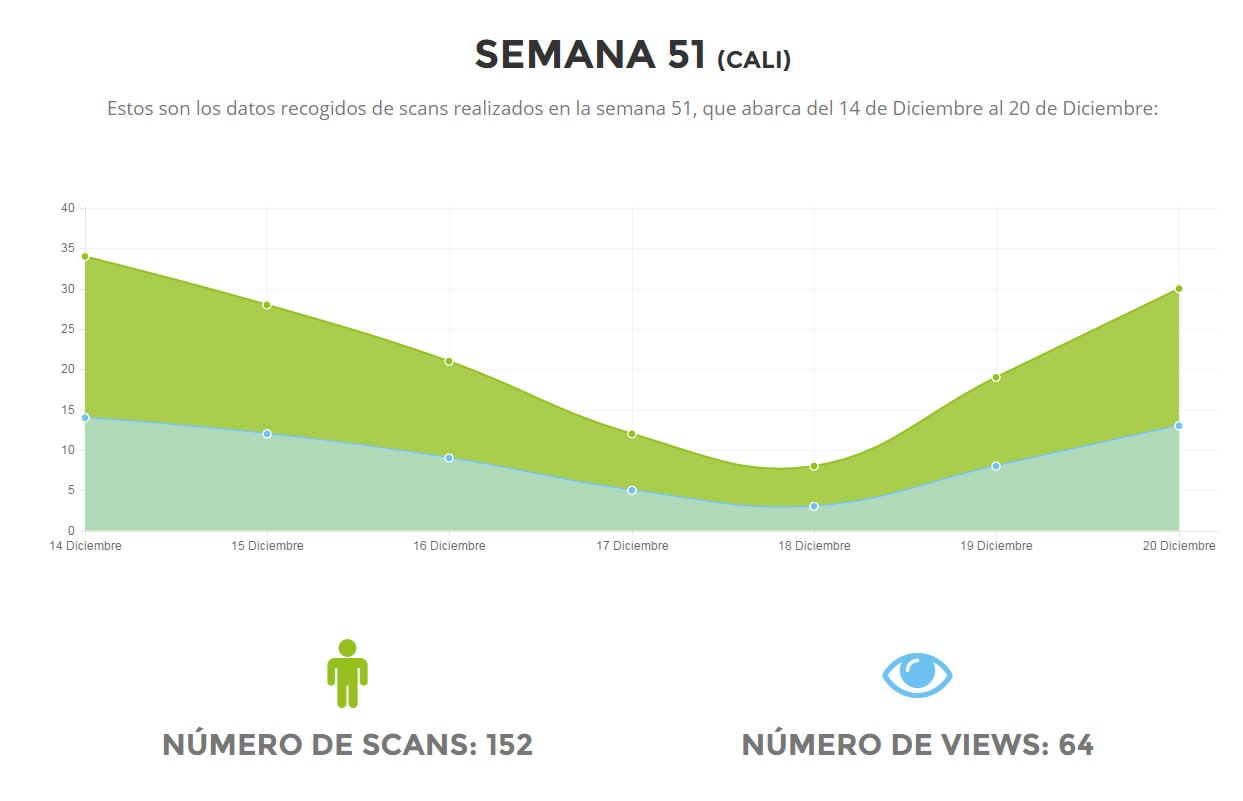 SEMANA 51 (CALI)
Estos son los datos recogidos de scans realizados en la semana 51, que abarca del 14 de Diciembre al 20 de Diciembre:
40
35
30
25
20
15
10
5
0
14 Diciembre 15 Diciembre 16 Diciembre 17 Diciembre 18 Diciembre 19 Diciembre 20 Diciembre
NÚMERO DE SCANS: 152 NÚMERO DE VIEWS: 64